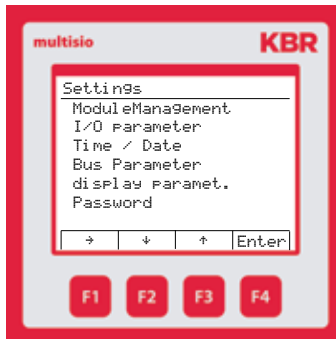 multisio KBR
Settings
ModuleManagement
I/O parameter
Time / Date
Bus Parameter
display paramet.
Password
→ ↓ ↑ Enter
F1 F2 F3 F4